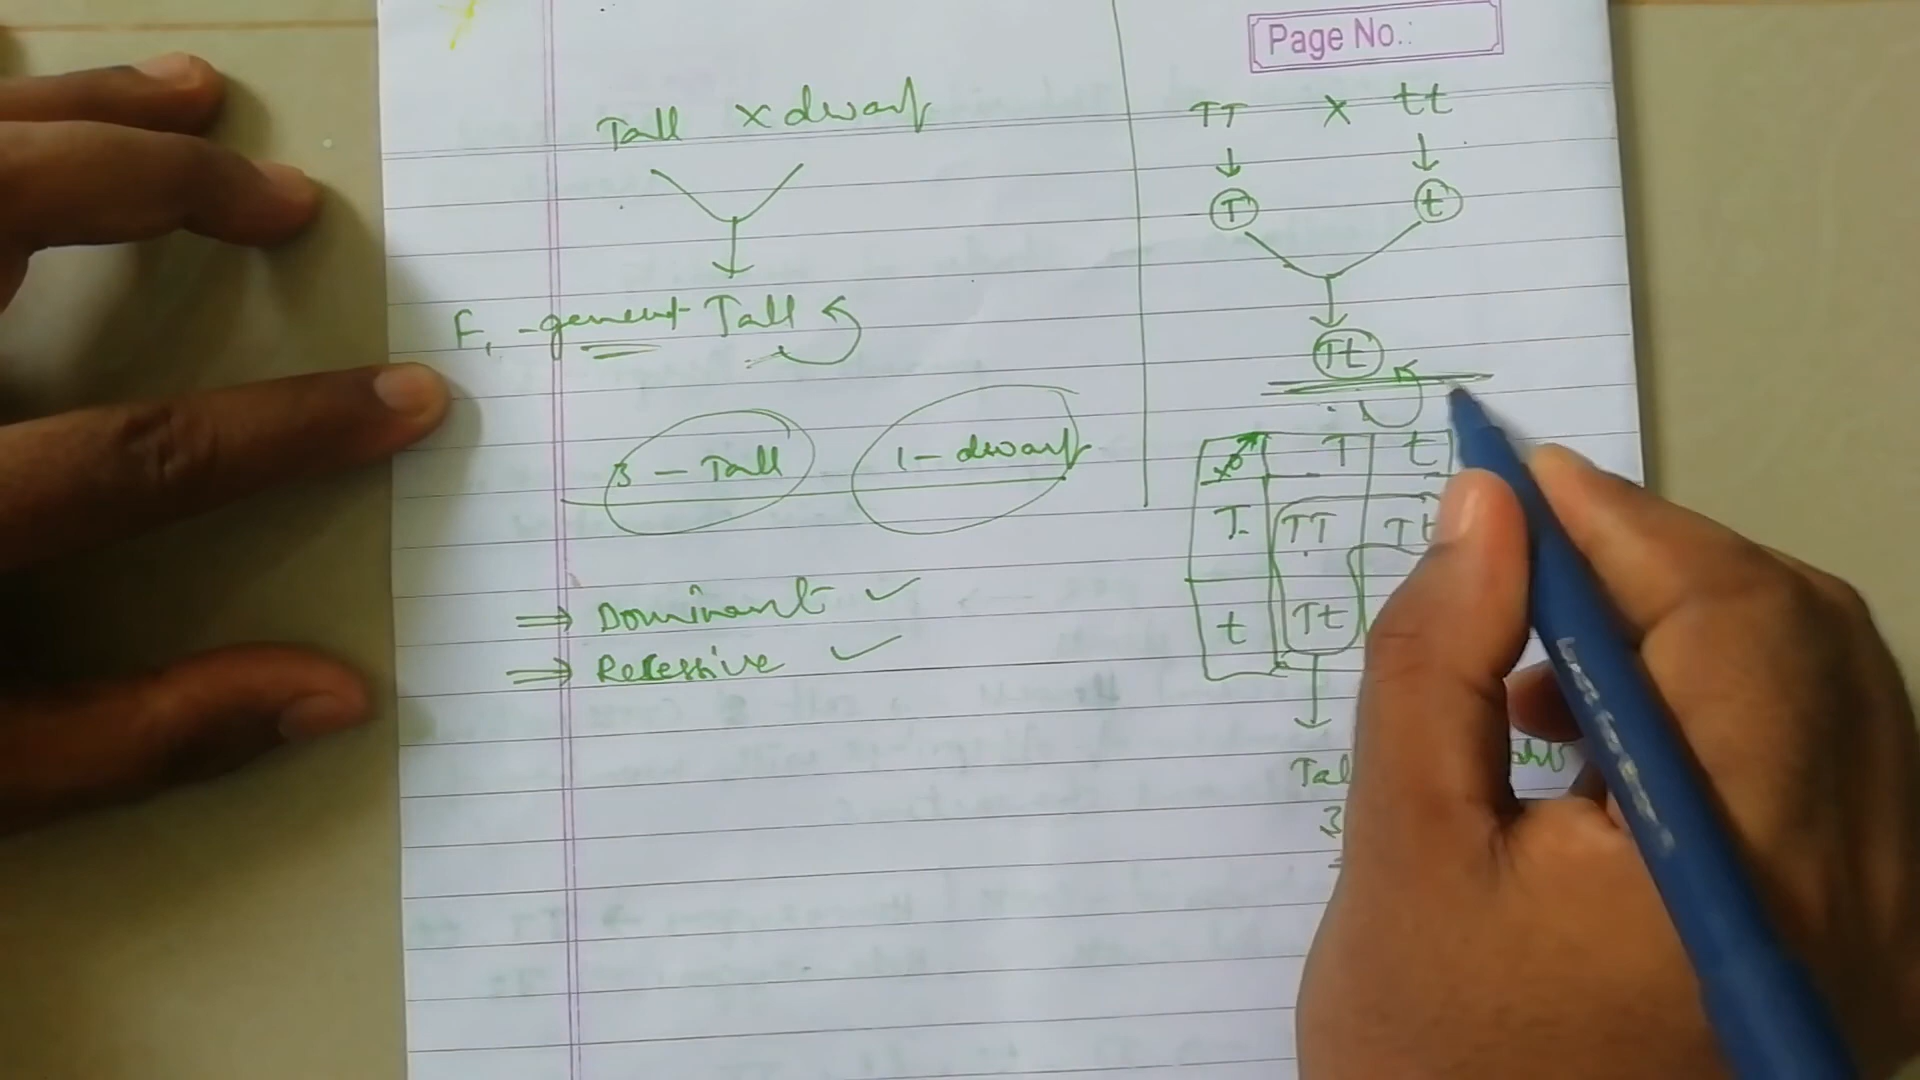 Page No.:
Tall x dwarf
F1 - generat Tall
3 - Tall 1 - dwarf
⇒ Dominant ✓
⇒ Recessive ✓
TT x tt
T t
Tt
T t
T TT Tt
t Tt
Tal
3